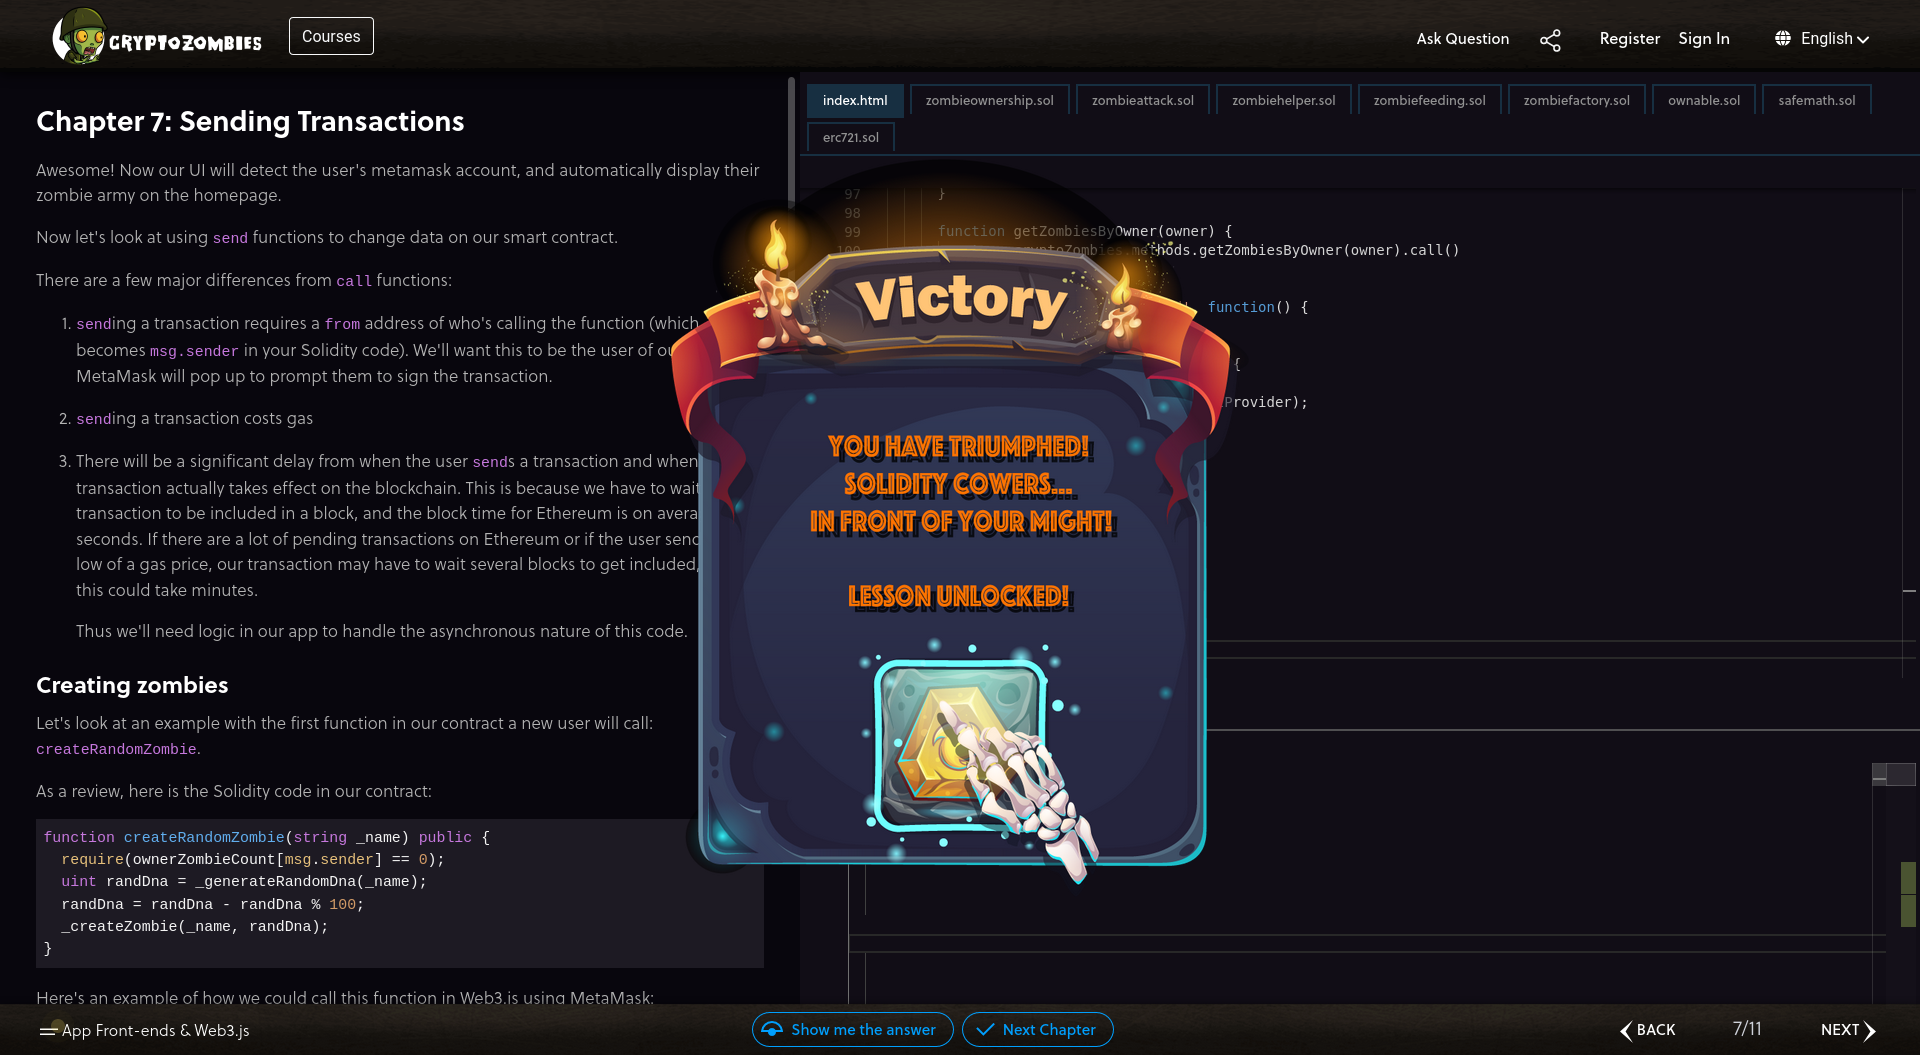 CRYPTOZOMBIES
Courses
Ask Question
Register
Sign In
English
Chapter 7: Sending Transactions
Awesome! Now our UI will detect the user's metamask account, and automatically display their
zombie army on the homepage.
Now let's look at using send functions to change data on our smart contract.
There are a few major differences from call functions:
1. sending a transaction requires a from address of who's calling the function (which
becomes msg.sender in your Solidity code). We'll want this to be the user of
MetaMask will pop up to prompt them to sign the transaction.
2. sending a transaction costs gas
3. There will be a significant delay from when the user sends a transaction and when
transaction actually takes effect on the blockchain. This is because we have to wait
transaction to be included in a block, and the block time for Ethereum is on
seconds. If there are a lot of pending transactions on Ethereum or if the user
low of a gas price, our transaction may have to wait several blocks to get included,
this could take minutes.
Thus we'll need logic in our app to handle the asynchronous nature of this code.
Creating zombies
Let's look at an example with the first function in our contract a new user will call:
createRandomZombie.
As a review, here is the Solidity code in our contract:
function createRandomZombie(string _name) public {
require(ownerZombieCount[msg.sender] == 0);
uint randDna = _generateRandomDna(_name);
randDna = randDna - randDna % 100;
_createZombie(_name, randDna);
}
Here's an example of how we could call this function in Web3.js using MetaMask:
index.html
zombieownership.sol
zombieattack.sol
zombiehelper.sol
zombiefeeding.sol
zombiefactory.sol
ownable.sol
safemath.sol
erc721.sol
97 }
98
99 function getZombiesByOwner(owner) {
100 cryptoZombies.methods.getZombiesByOwner(owner).call()
function() {
{
Provider);
Victory
YOU HAVE TRIUMPHED!
SOLIDITY COWERS...
IN FRONT OF YOUR MIGHT!
LESSON UNLOCKED!
App Front-ends & Web3.js
Show me the answer
Next Chapter
BACK
7/11
NEXT